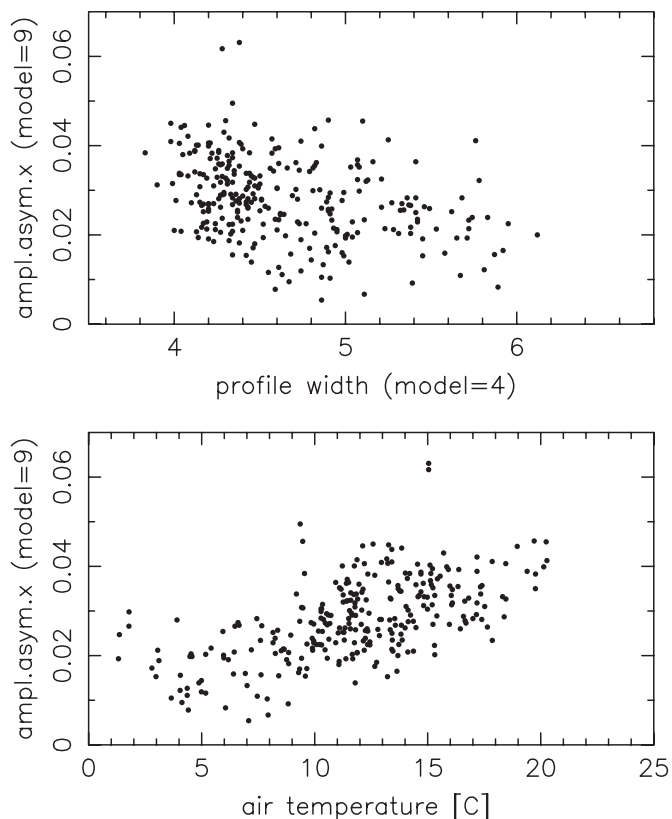 ampl.asym.x (model=9)
0 0.02 0.04 0.06
4 5 6
profile width (model=4)
ampl.asym.x (model=9)
0 0.02 0.04 0.06
0 5 10 15 20 25
air temperature [C]